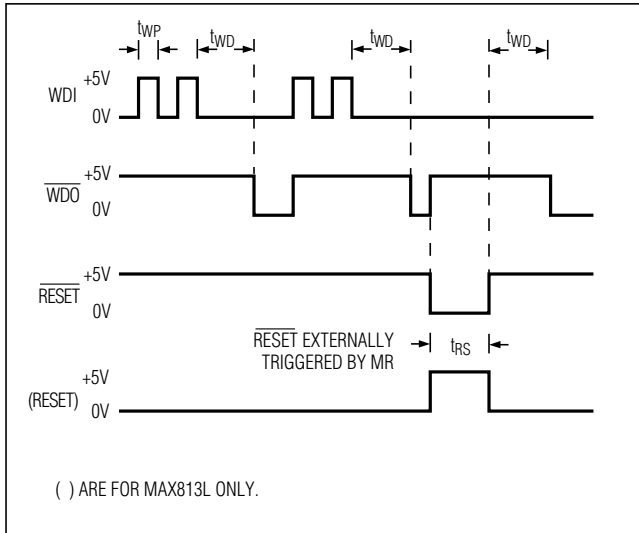 tWP
tWD
tWD
tWD
+5V
WDI
0V
+5V
WDO
0V
+5V
RESET
0V
RESET EXTERNALLY
TRIGGERED BY MR
tRS
+5V
(RESET)
0V
( ) ARE FOR MAX813L ONLY.